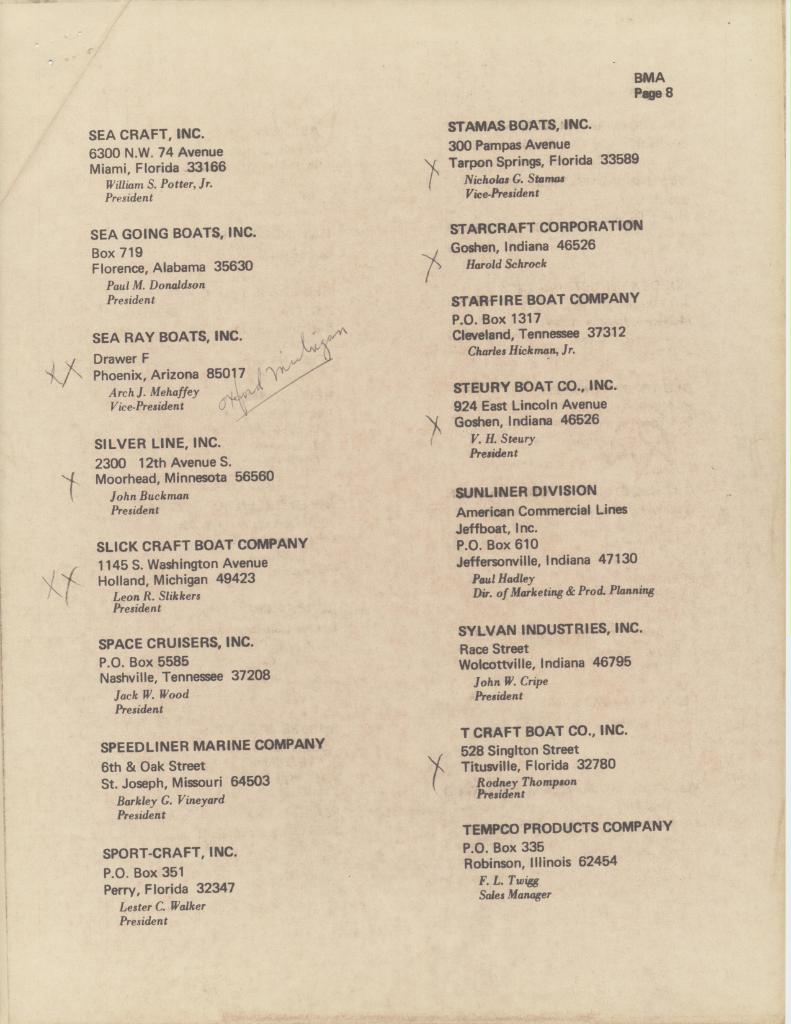 BMA
Page 8
SEA CRAFT, INC.
6300 N.W. 74 Avenue
Miami, Florida 33166
William S. Potter, Jr.
President
SEA GOING BOATS, INC.
Box 719
Florence, Alabama 35630
Paul M. Donaldson
President
SEA RAY BOATS, INC.
Drawer F
XX Phoenix, Arizona 85017
Arch J. Mehaffey
Vice-President
oxford michigan
SILVER LINE, INC.
2300 12th Avenue S.
X Moorhead, Minnesota 56560
John Buckman
President
SLICK CRAFT BOAT COMPANY
1145 S. Washington Avenue
XX Holland, Michigan 49423
Leon R. Slikkers
President
SPACE CRUISERS, INC.
P.O. Box 5585
Nashville, Tennessee 37208
Jack W. Wood
President
SPEEDLINER MARINE COMPANY
6th & Oak Street
St. Joseph, Missouri 64503
Barkley G. Vineyard
President
SPORT-CRAFT, INC.
P.O. Box 351
Perry, Florida 32347
Lester C. Walker
President
STAMAS BOATS, INC.
300 Pampas Avenue
X Tarpon Springs, Florida 33589
Nicholas G. Stamas
Vice-President
STARCRAFT CORPORATION
Goshen, Indiana 46526
X Harold Schrock
STARFIRE BOAT COMPANY
P.O. Box 1317
Cleveland, Tennessee 37312
Charles Hickman, Jr.
STEURY BOAT CO., INC.
924 East Lincoln Avenue
X Goshen, Indiana 46526
V. H. Steury
President
SUNLINER DIVISION
American Commercial Lines
Jeffboat, Inc.
P.O. Box 610
Jeffersonville, Indiana 47130
Paul Hadley
Dir. of Marketing & Prod. Planning
SYLVAN INDUSTRIES, INC.
Race Street
Wolcottville, Indiana 46795
John W. Cripe
President
T CRAFT BOAT CO., INC.
528 Singlton Street
X Titusville, Florida 32780
Rodney Thompson
President
TEMPCO PRODUCTS COMPANY
P.O. Box 335
Robinson, Illinois 62454
F. L. Twigg
Sales Manager